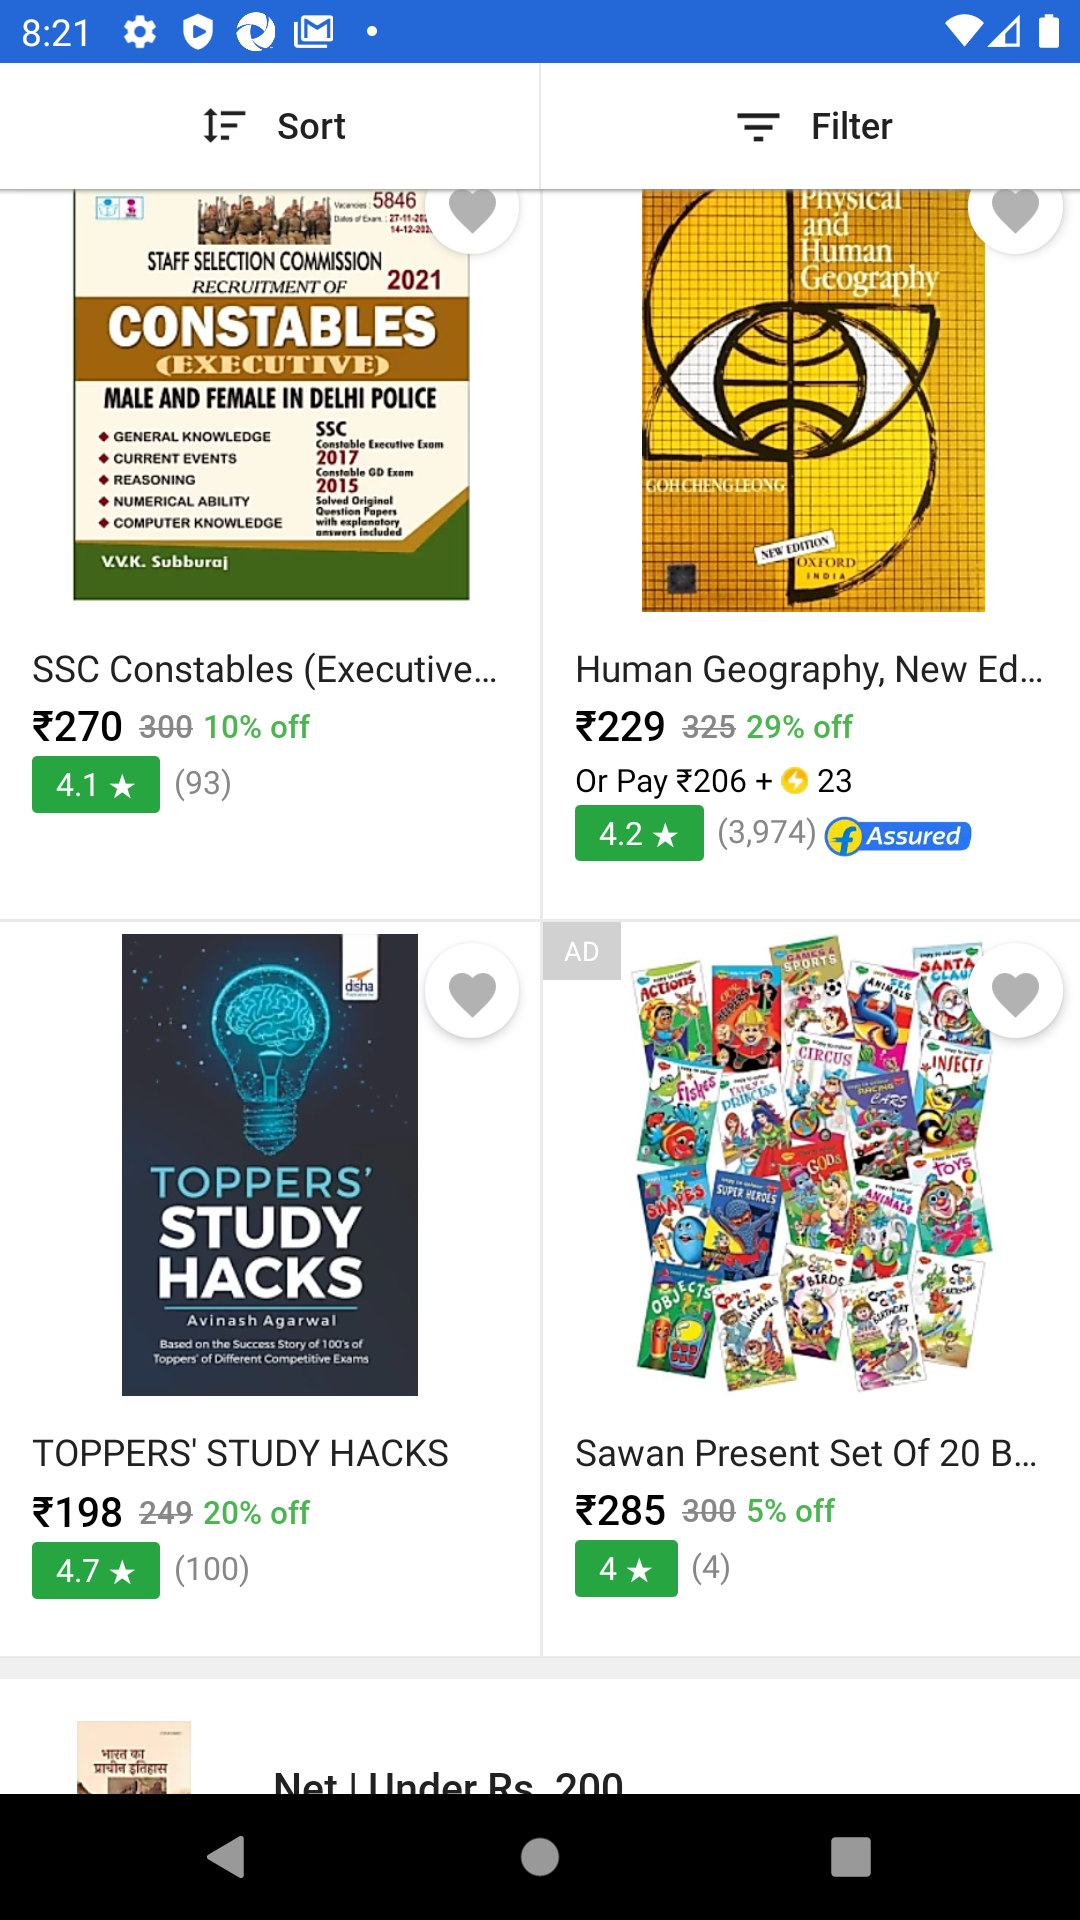 8:21
Sort
Filter
Vacancies : 5846
STAFF SELECTION COMMISSION
RECRUITMENT OF 2021
CONSTABLES
(EXECUTIVE)
MALE AND FEMALE IN DELHI POLICE
GENERAL KNOWLEDGE
CURRENT EVENTS
REASONING
NUMERICAL ABILITY
COMPUTER KNOWLEDGE
SSC
Constable Executive Exam
2017
Constable GD Exam
2015
Solved Original
Question Papers
with explanatory
answers included
V.V.K. Subburaj
Physical
and
Human
Geography
GOH CHENG LEONG
NEW EDITION
OXFORD
INDIA
SSC Constables (Executive...
₹270 300 10% off
4.1 ★ (93)
Human Geography, New Ed...
₹229 325 29% off
Or Pay ₹206 + 23
4.2 ★ (3,974) Assured
disha
TOPPERS'
STUDY
HACKS
Avinash Agarwal
Based on the Success Story of 100's of
Toppers' of Different Competitive Exams
AD
GAMES &
SPORTS
ACTIONS
OUR HELPERS
SEA ANIMALS
SANTA CLAUS
Fishes
PRINCESS
CIRCUS
RACING CARS
INSECTS
SHAPES
SUPER HEROES
GODS
ANIMALS
TOYS
OBJECTS
ANIMALS
BIRDS
BIRTHDAY
TOPPERS' STUDY HACKS
₹198 249 20% off
4.7 ★ (100)
Sawan Present Set Of 20 B...
₹285 300 5% off
4 ★ (4)
भारत का
प्राचीन इतिहास
Net | Under Rs. 200